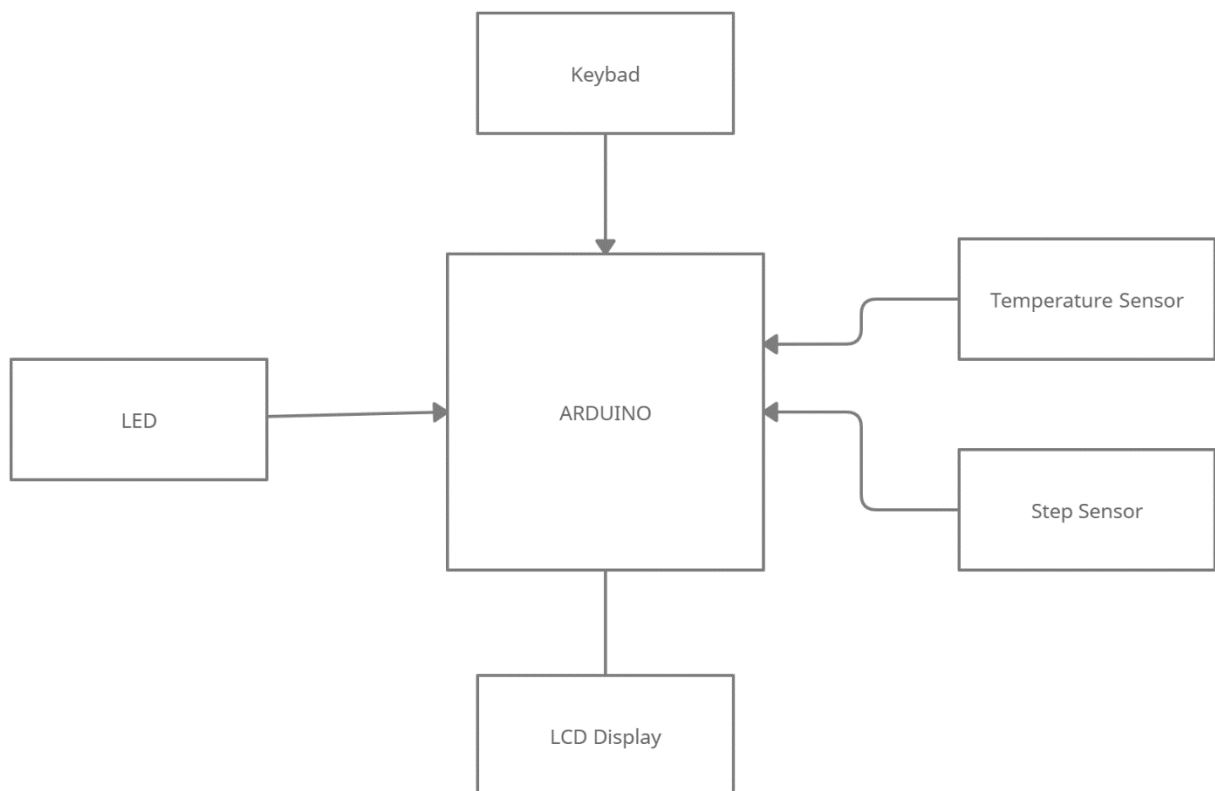 Keybad
Temperature Sensor
LED
ARDUINO
Step Sensor
LCD Display